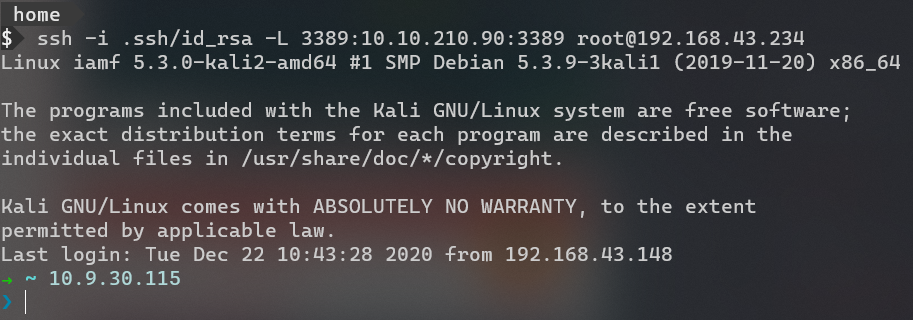 home
$ ssh -i .ssh/id_rsa -L 3389:10.10.210.90:3389 root@192.168.43.234
Linux iamf 5.3.0-kali2-amd64 #1 SMP Debian 5.3.9-3kali1 (2019-11-20) x86_64
The programs included with the Kali GNU/Linux system are free software;
the exact distribution terms for each program are described in the
individual files in /usr/share/doc/*/copyright.
Kali GNU/Linux comes with ABSOLUTELY NO WARRANTY, to the extent
permitted by applicable law.
Last login: Tue Dec 22 10:43:28 2020 from 192.168.43.148
→ ~ 10.9.30.115
❯